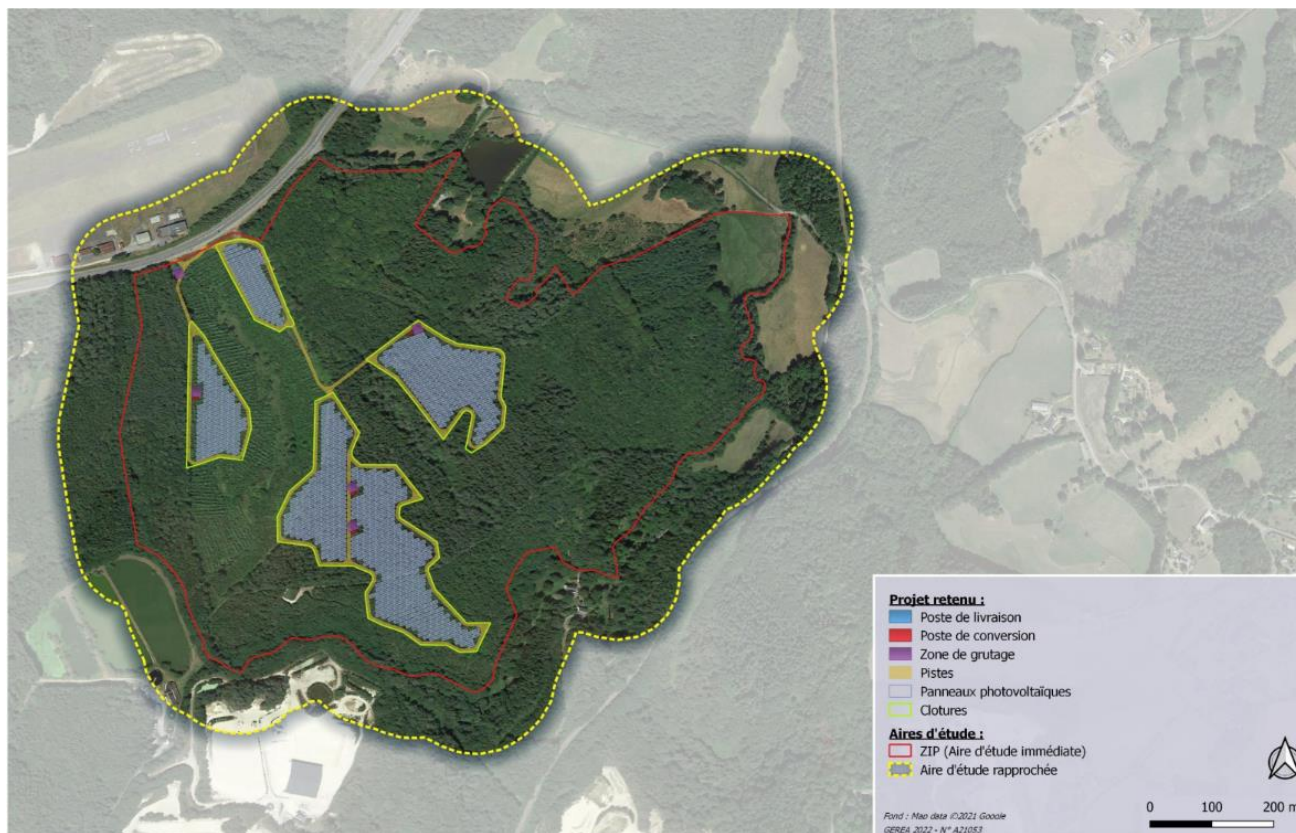 Projet retenu :
Poste de livraison
Poste de conversion
Zone de grutage
Pistes
Panneaux photovoltaïques
Clotures
Aires d'étude :
ZIP (Aire d'étude immédiate)
Aire d'étude rapprochée
0 100 200 m
Fond : Map data ©2021 Google
GEREA 2022 - N° A21053